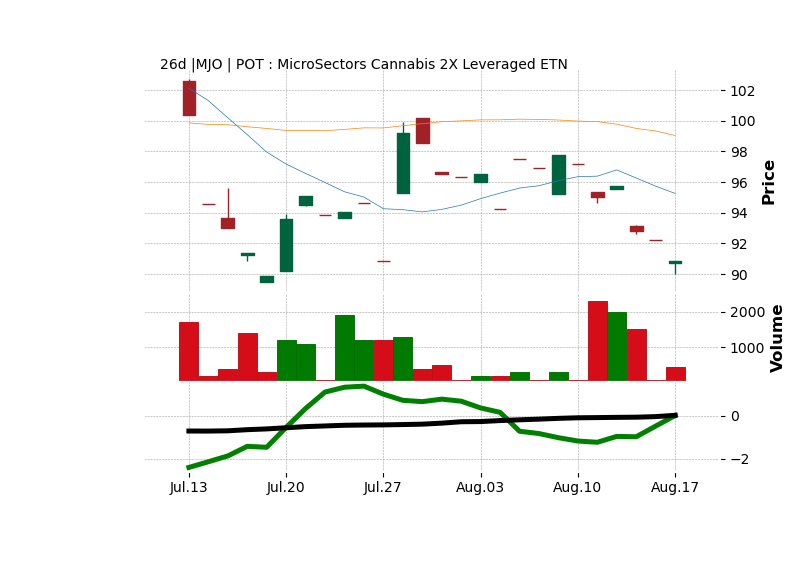 26d |MJO | POT : MicroSectors Cannabis 2X Leveraged ETN
102
100
98
96
94
92
90
Price
2000
1000
Volume
0
−2
Jul.13 Jul.20 Jul.27 Aug.03 Aug.10 Aug.17